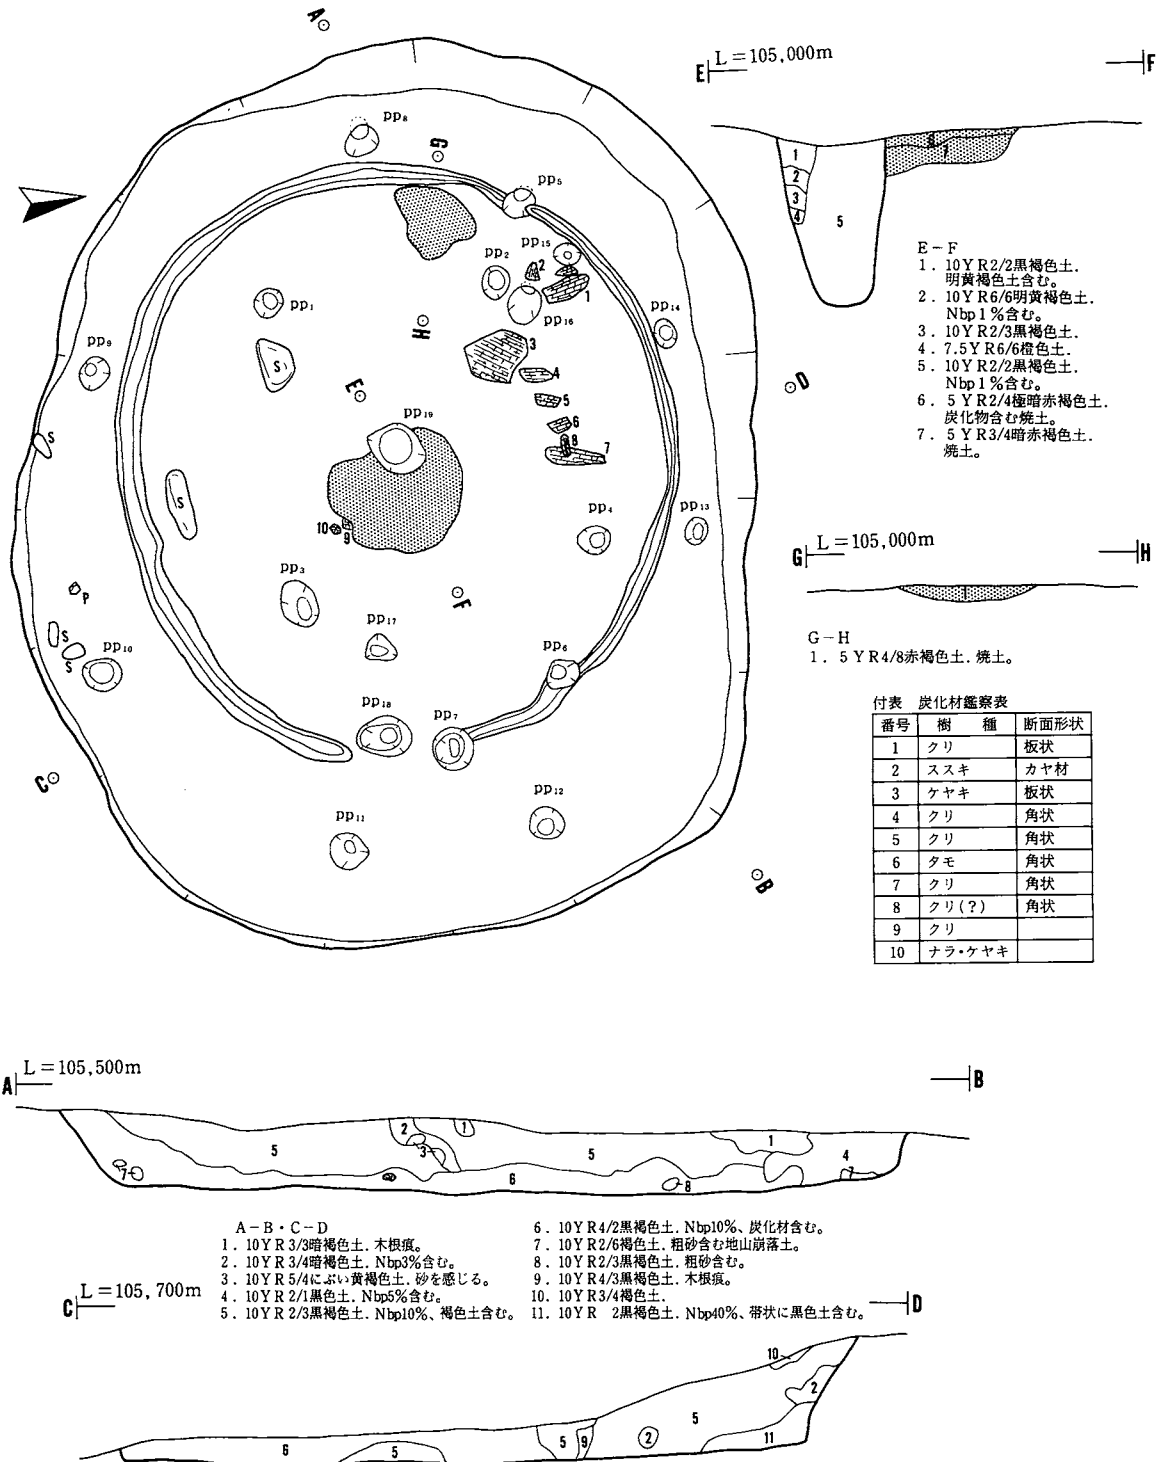 A
E L＝105,000m F
1
2
3
4
5
6
7
E－F
1．10YR2/2黒褐色土．
明黄褐色土含む。
2．10YR6/6明黄褐色土．
Nbp1％含む。
3．10YR2/3黒褐色土．
4．7.5YR6/6橙色土．
5．10YR2/2黒褐色土．
Nbp1％含む。
6．5YR2/4極暗赤褐色土．
炭化物含む焼土。
7．5YR3/4暗赤褐色土．
焼土。
PP8
G
PP5
PP15
PP2
2
1
PP1
PP16
PP14
H
3
PP9
S
4
D
E
5
PP19
6
8
7
S
S
10
9
PP4
PP13
PP3
P
F
PP17
S
S
PP10
PP6
PP18
PP7
C
PP12
PP11
B
G L＝105,000m H
1
G－H
1．5YR4/8赤褐色土．焼土。
付表　炭化材鑑察表
番号 樹　種 断面形状
1 クリ 板状
2 ススキ カヤ材
3 ケヤキ 板状
4 クリ 角状
5 クリ 角状
6 タモ 角状
7 クリ 角状
8 クリ(？) 角状
9 クリ
10 ナラ・ケヤキ
A L＝105,500m B
2 1
5 3 5 1 4
7 6 8 7
A－B・C－D
1．10YR3/3暗褐色土．木根痕。
2．10YR3/4暗褐色土．Nbp3%含む。
3．10YR5/4にぶい黄褐色土．砂を感じる。
4．10YR2/1黒色土．Nbp5%含む。
5．10YR2/3黒褐色土．Nbp10%、褐色土含む。
6．10YR4/2黒褐色土．Nbp10%、炭化材含む。
7．10YR2/6褐色土．粗砂含む地山崩落土。
8．10YR2/3黒褐色土．粗砂含む。
9．10YR4/3黒褐色土．木根痕。
10．10YR3/4褐色土．
11．10YR　2黒褐色土．Nbp40%、帯状に黒色土含む。
C L＝105,700m D
10
2
5
6 5 5 9 2 11